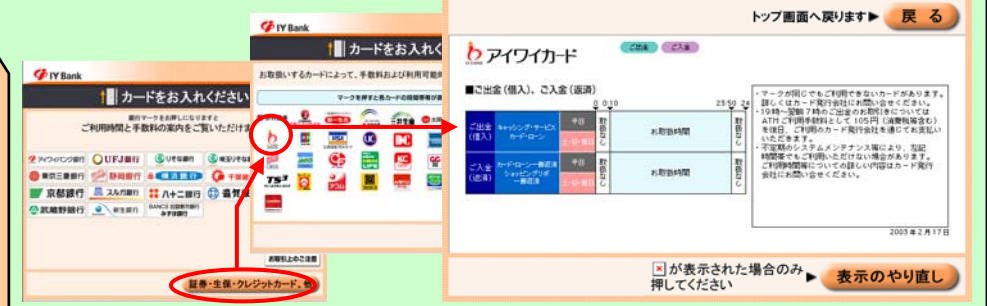 IY Bank
カードをお入れください
銀行マークをお押しになりますと
ご利用時間と手数料の案内をご覧いただけま
アイワイバンク銀行
UFJ銀行
りそな銀行
埼玉りそな
東京三菱銀行
静岡銀行
横浜銀行
千葉
京都銀行
スルガ銀行
八十二銀行
武蔵野銀行
新生銀行
証券・生保・クレジットカード、他
IY Bank
カードをお入れく
お取扱いするカードによって、手数料および利用可能
マークを押すと各カードの時間帯等が
VISA
DC
アコム
TS3
お取引上のご注意
トップ画面へ戻ります▶
戻る
アイワイカード
ご出金
ご入金
■ご出金（借入）、ご入金（返済）
0 0:10
23:50 24
ご出金（借入）
キャッシング・サービス
カードローン
平日
土・日・祝日
取扱なし
お取扱時間
取扱なし
ご入金（返済）
カードローン一部返済
ショッピングリボ一部返済
平日
土・日・祝日
取扱なし
お取扱時間
取扱なし
・マークが同じでもご利用できないカードがあります。
詳しくはカード発行会社にお問い合せください。
・19時～翌朝7時のご出金のお取引きについては
ATMご利用手数料として105円（消費税等含む）
を後日、ご利用のカード発行会社を通じてお支払い
いただきます。
・不定期のシステムメンテナンス等により、左記
時間帯でもご利用いただけない場合があります。
ご利用時間等についての詳しい内容はカード発行
会社にお問い合せください。
2003年2月17日
×が表示された場合のみ
押してください
▶
表示のやり直し